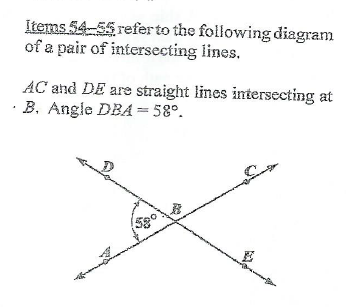 Items 54–55 refer to the following diagram
of a pair of intersecting lines.
AC and DE are straight lines intersecting at
B. Angle DBA = 58°.
D
C
B
58°
A
E